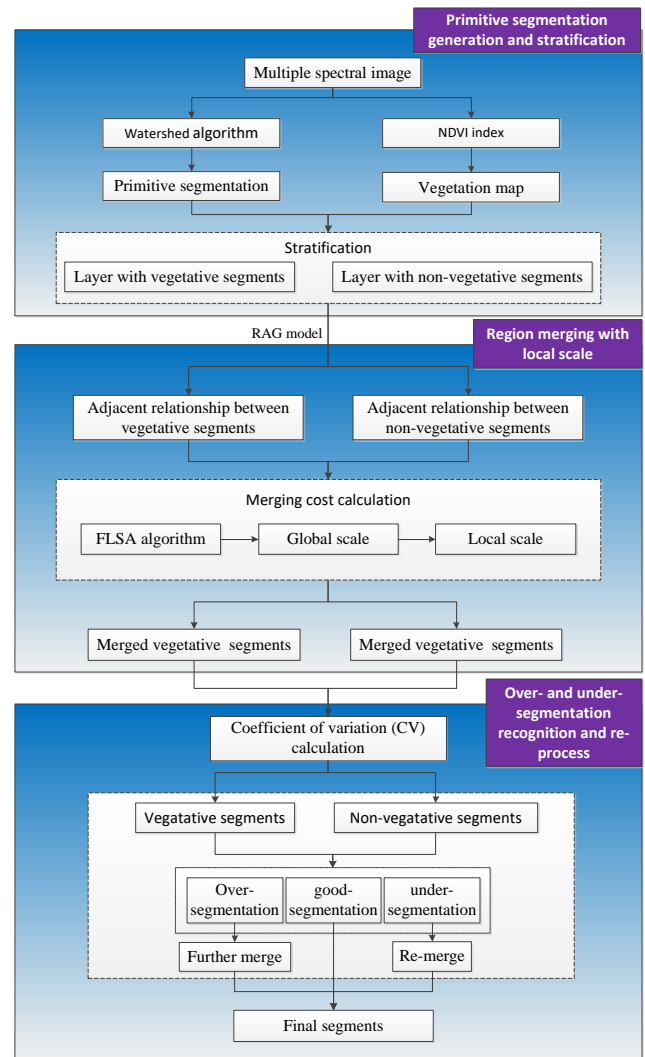 Primitive segmentation
generation and stratification
Multiple spectral image
Watershed algorithm
NDVI index
Primitive segmentation
Vegetation map
Stratification
Layer with vegetative segments
Layer with non-vegetative segments
RAG model
Region merging with
local scale
Adjacent relationship between
vegetative segments
Adjacent relationship between
non-vegetative segments
Merging cost calculation
FLSA algorithm
Global scale
Local scale
Merged vegetative segments
Merged vegetative segments
Over- and under-
segmentation
recognition and re-
process
Coefficient of variation (CV)
calculation
Vegatative segments
Non-vegatative segments
Over-
segmentation
good-
segmentation
under-
segmentation
Further merge
Re-merge
Final segments